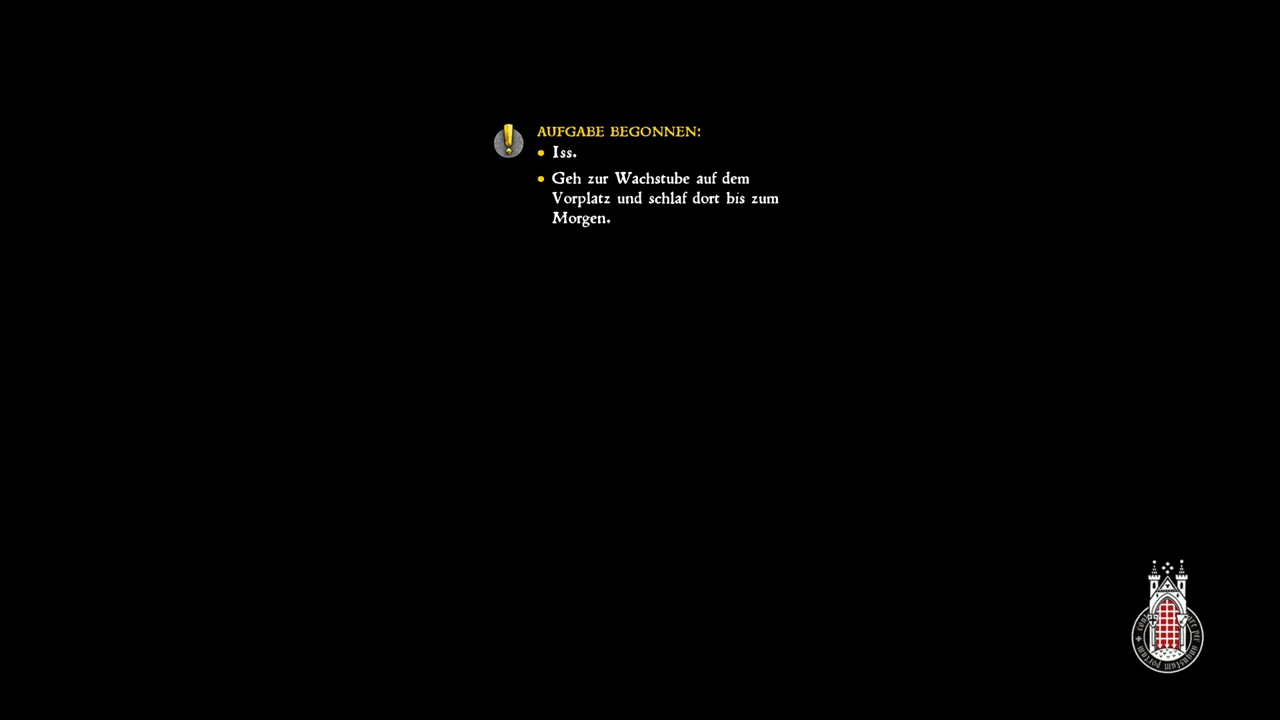 AUFGABE BEGONNEN:
Iss.
Geh zur Wachstube auf dem
Vorplatz und schlaf dort bis zum
Morgen.